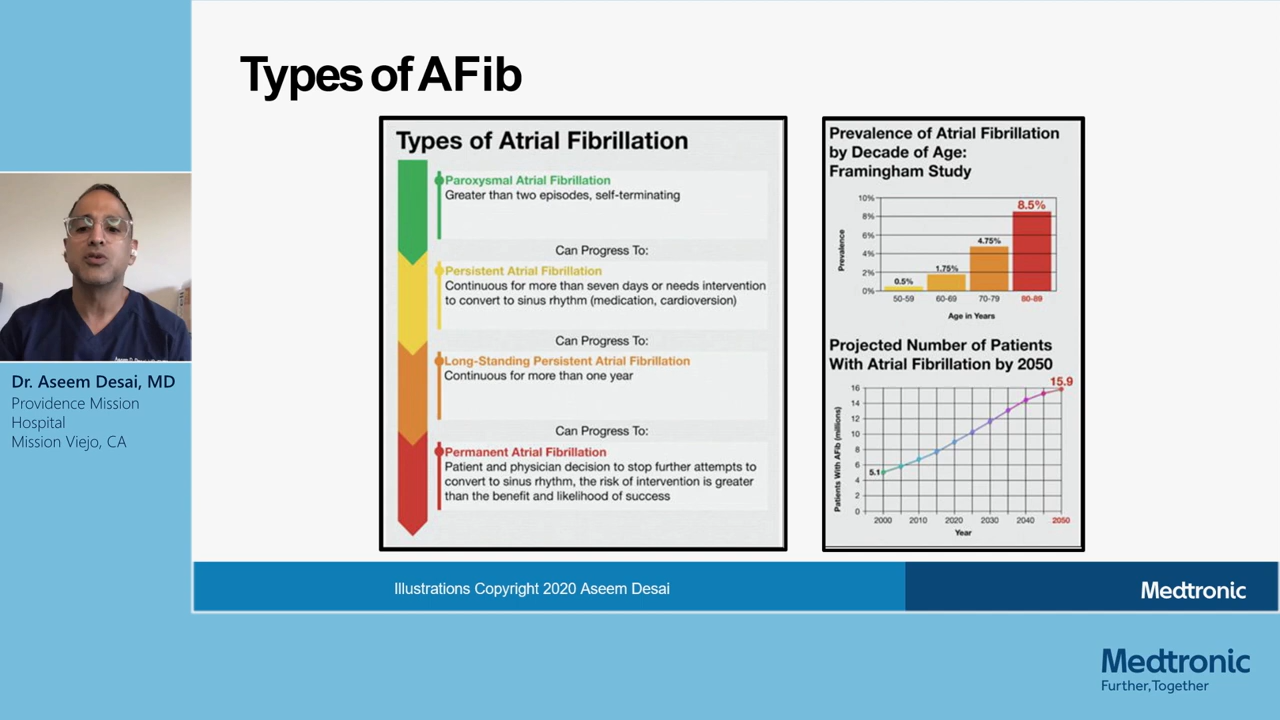 Types of AFib
Types of Atrial Fibrillation
Paroxysmal Atrial Fibrillation
Greater than two episodes, self-terminating
Can Progress To:
Persistent Atrial Fibrillation
Continuous for more than seven days or needs intervention
to convert to sinus rhythm (medication, cardioversion)
Can Progress To:
Long-Standing Persistent Atrial Fibrillation
Continuous for more than one year
Can Progress To:
Permanent Atrial Fibrillation
Patient and physician decision to stop further attempts to
convert to sinus rhythm, the risk of intervention is greater
than the benefit and likelihood of success
Prevalence of Atrial Fibrillation
by Decade of Age:
Framingham Study
Prevalence
10%
8%
6%
4%
2%
0%
0.5%
1.75%
4.75%
8.5%
50-59 60-69 70-79 80-89
Age in Years
Projected Number of Patients
With Atrial Fibrillation by 2050
Patients With AFib (millions)
16
14
12
10
8
6
4
2
0
5.1
15.9
2000 2010 2020 2030 2040 2050
Year
Dr. Aseem Desai, MD
Providence Mission
Hospital
Mission Viejo, CA
Illustrations Copyright 2020 Aseem Desai
Medtronic
Medtronic
Further, Together